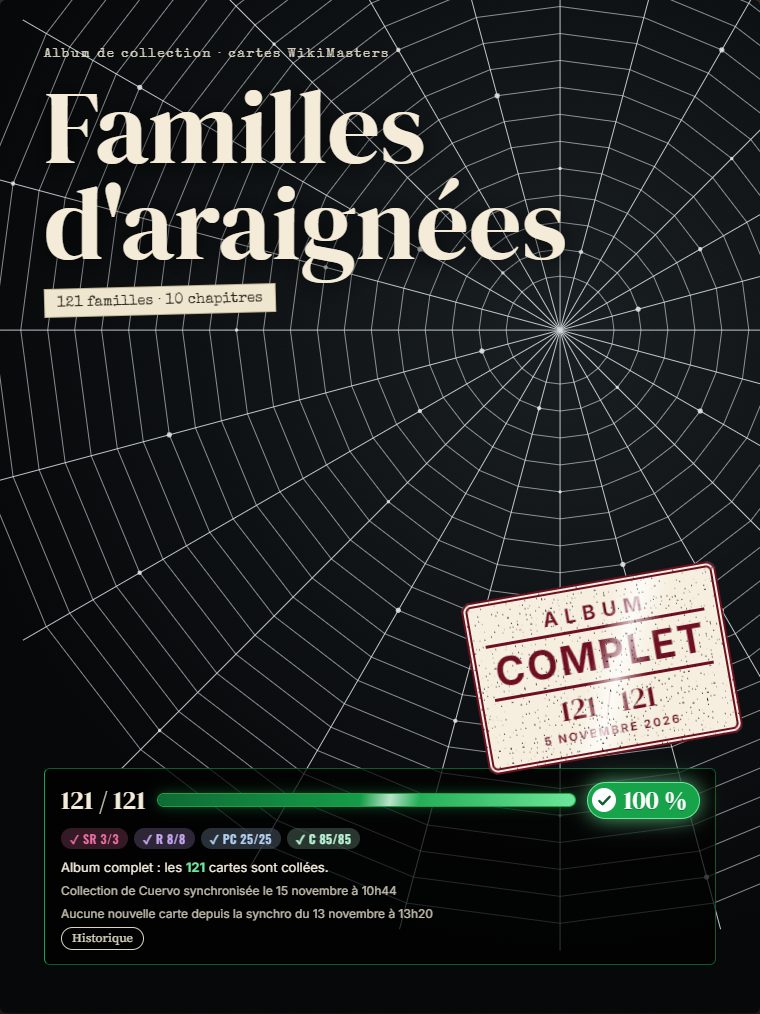 Album de collection · cartes WikiMasters
Familles
d'araignées
121 familles · 10 chapitres
ALBUM
COMPLET
121 / 121
5 NOVEMBRE 2026
121 / 121
100 %
✓ SR 3/3
✓ R 8/8
✓ PC 25/25
✓ C 85/85
Album complet : les 121 cartes sont collées.
Collection de Cuervo synchronisée le 15 novembre à 10h44
Aucune nouvelle carte depuis la synchro du 13 novembre à 13h20
Historique